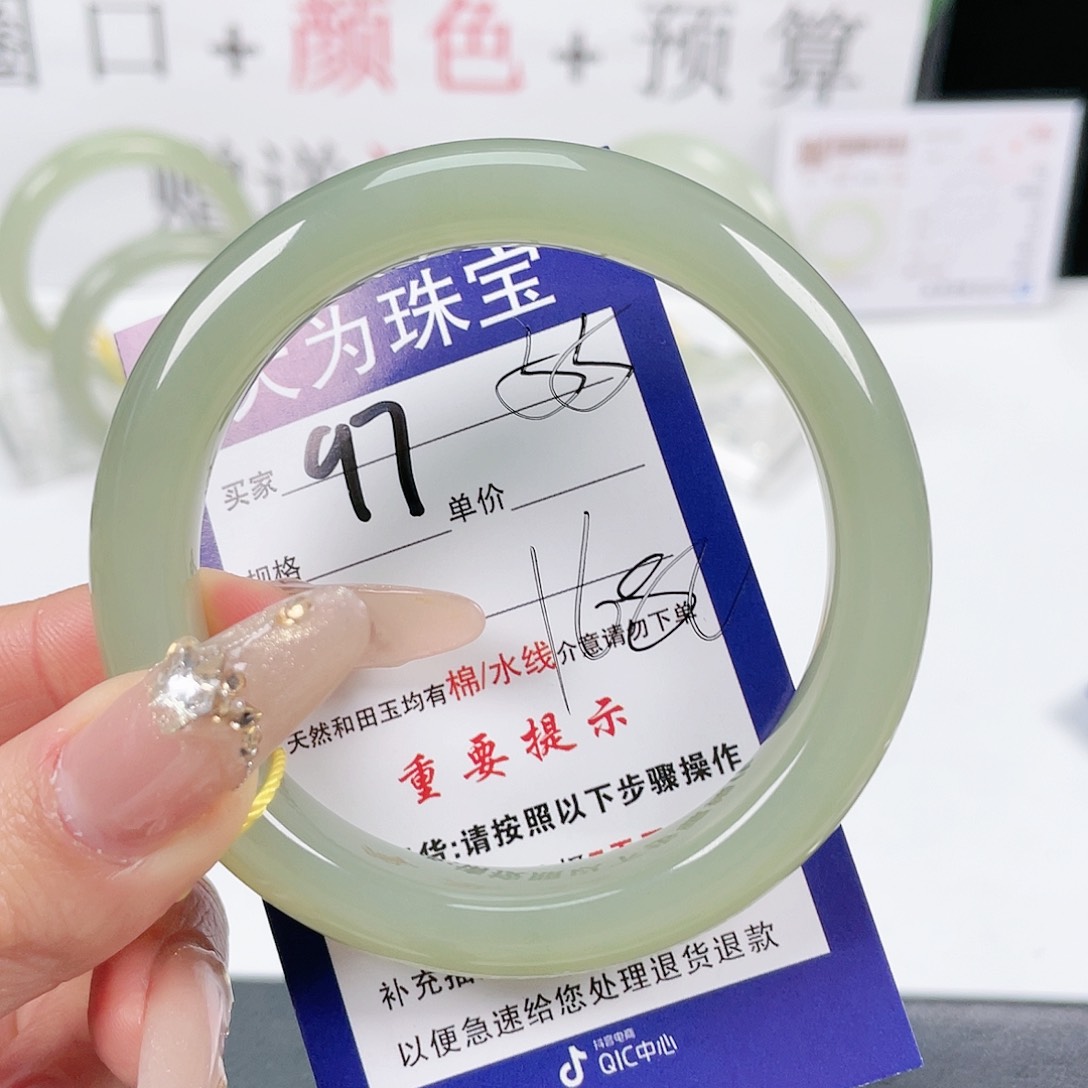 圈口+颜色+预算
赠送
大为珠宝
55
买家 97
单价
规格
1680
天然和田玉均有棉/水线介意请勿下单
重要提示
货:请按照以下步骤操作
补充
以便急速给您处理退货退款
抖音电商
QIC中心